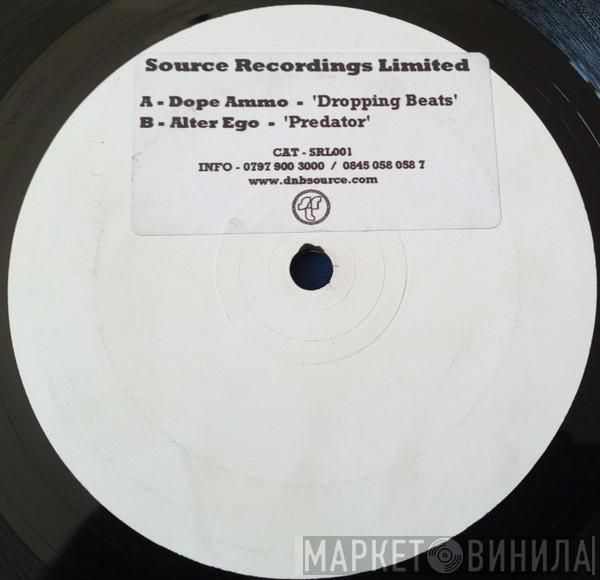 Source Recordings Limited
A - Dope Ammo - 'Dropping Beats'
B - Alter Ego - 'Predator'
CAT - SRL001
INFO - 0797 900 3000 / 0845 058 058 7
www.dnbsource.com
МАРКЕТ ВИНИЛА